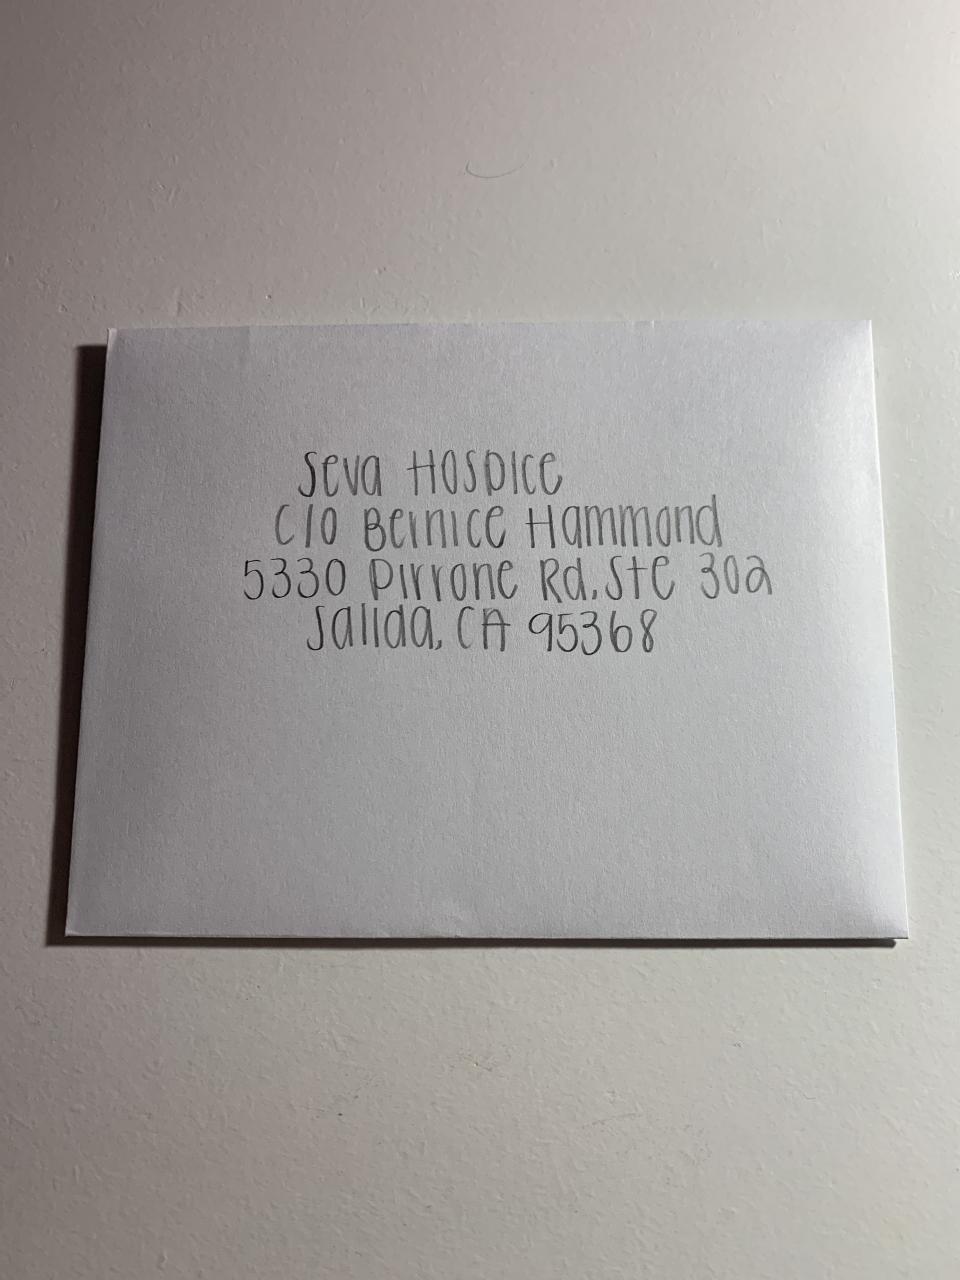 Seva Hospice
C/O Bernice Hammond
5330 Pirrone Rd, Ste 302
Salida, CA 95368